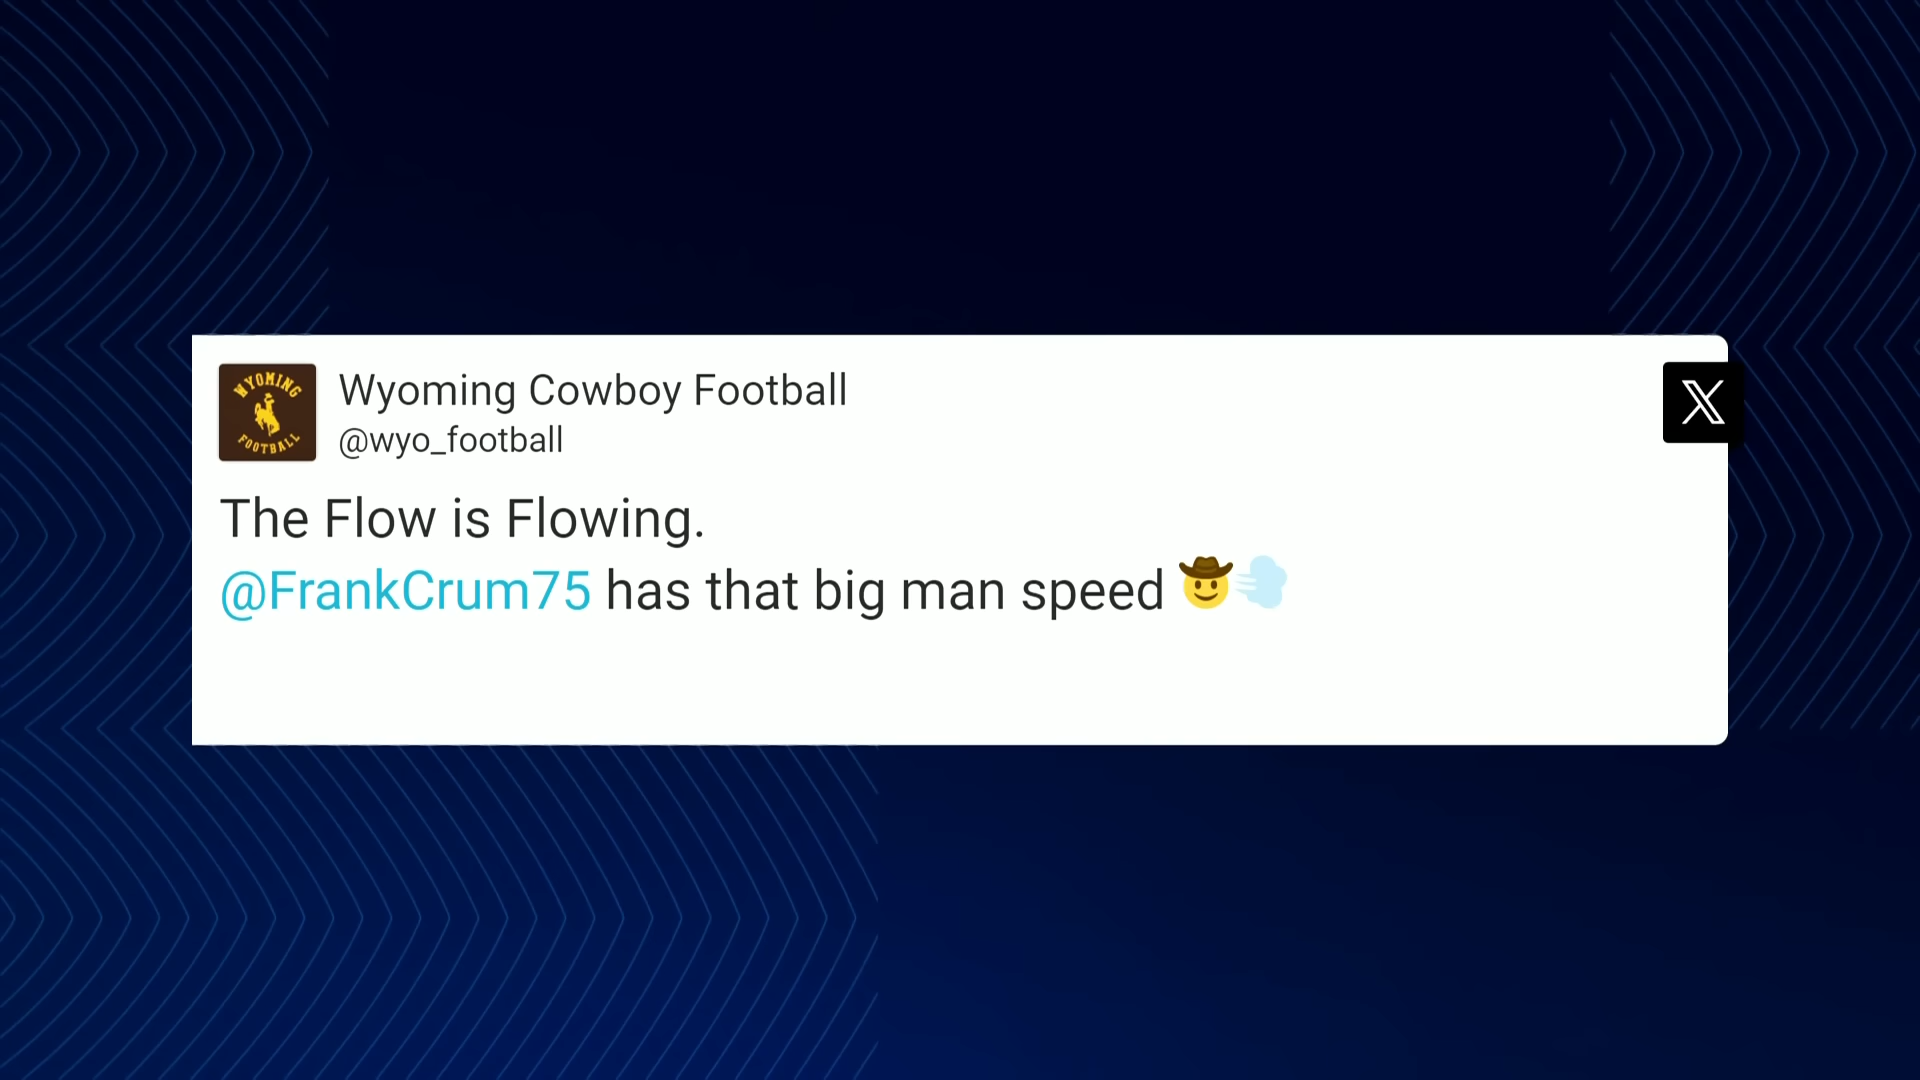 WYOMING
FOOTBALL
Wyoming Cowboy Football
@wyo_football
X
The Flow is Flowing.
@FrankCrum75 has that big man speed 🤠💨